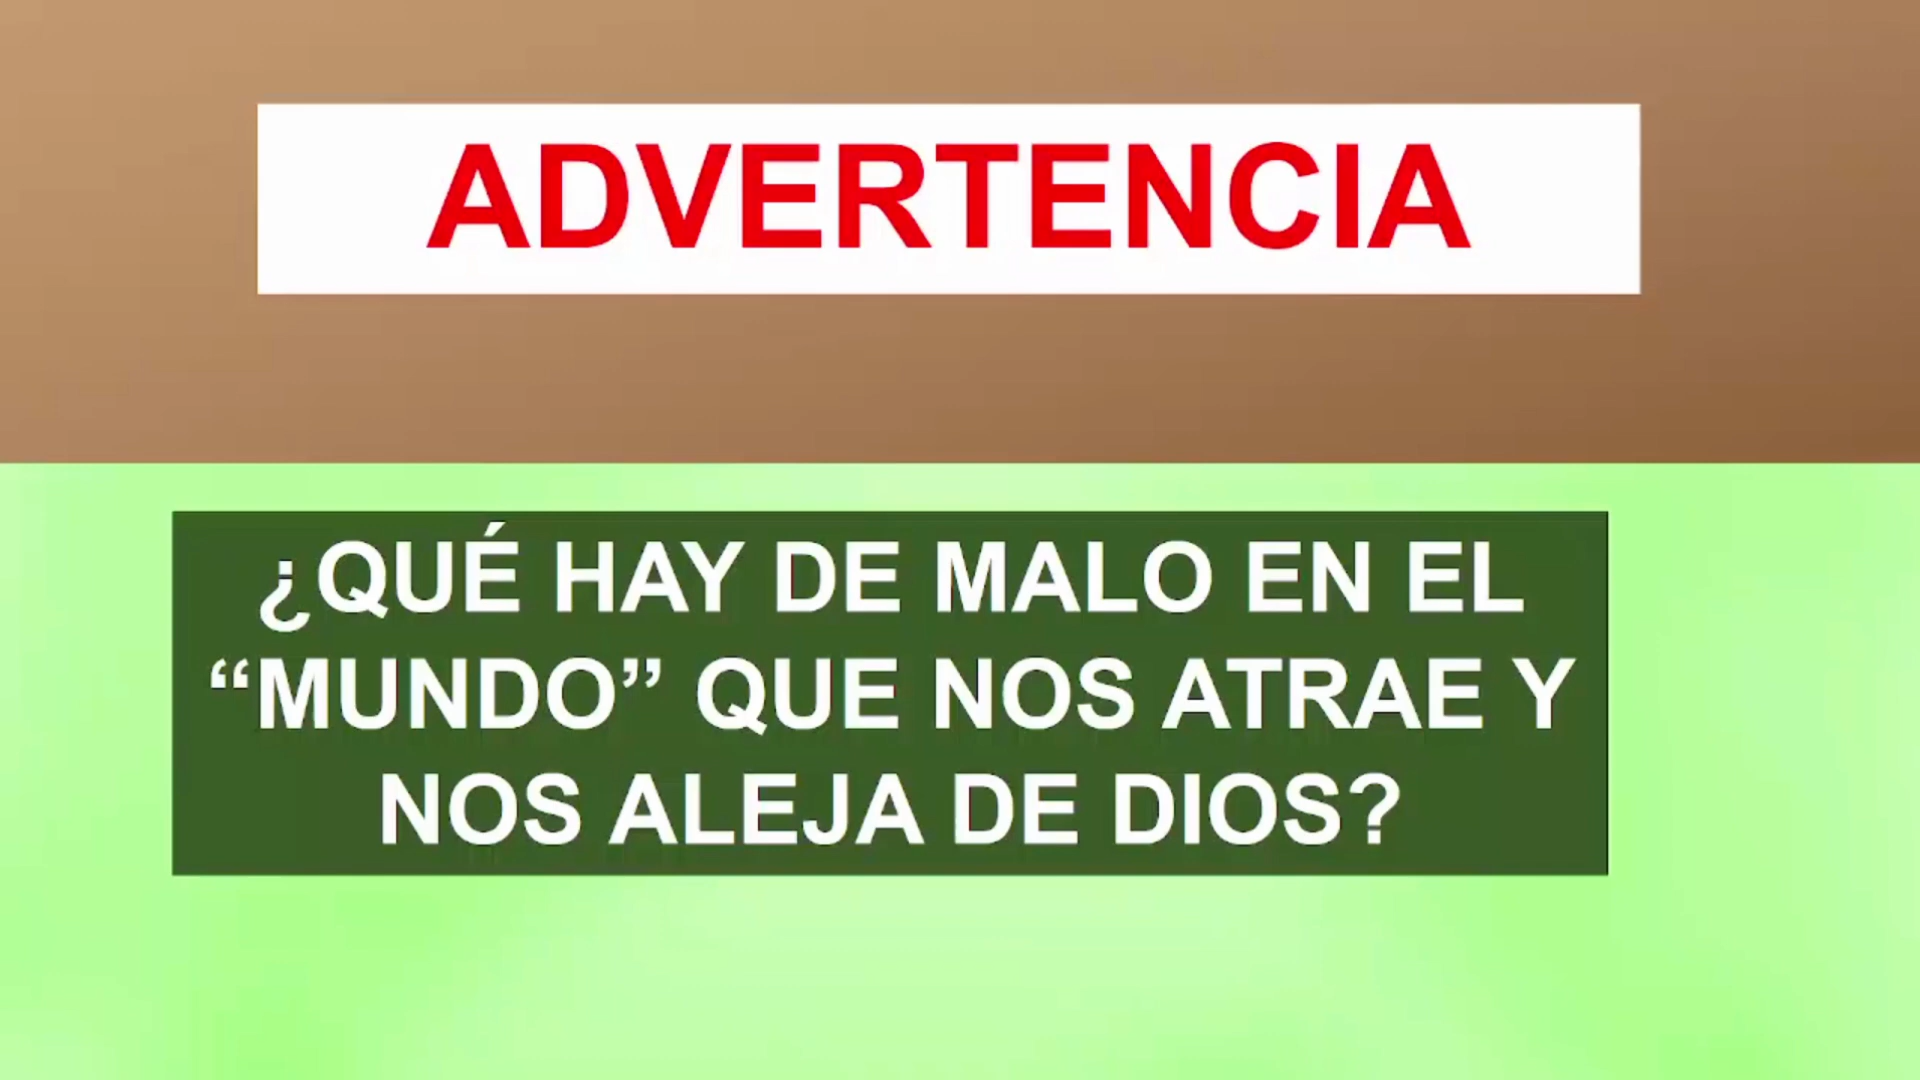 ADVERTENCIA
¿QUÉ HAY DE MALO EN EL
“MUNDO” QUE NOS ATRAE Y
NOS ALEJA DE DIOS?